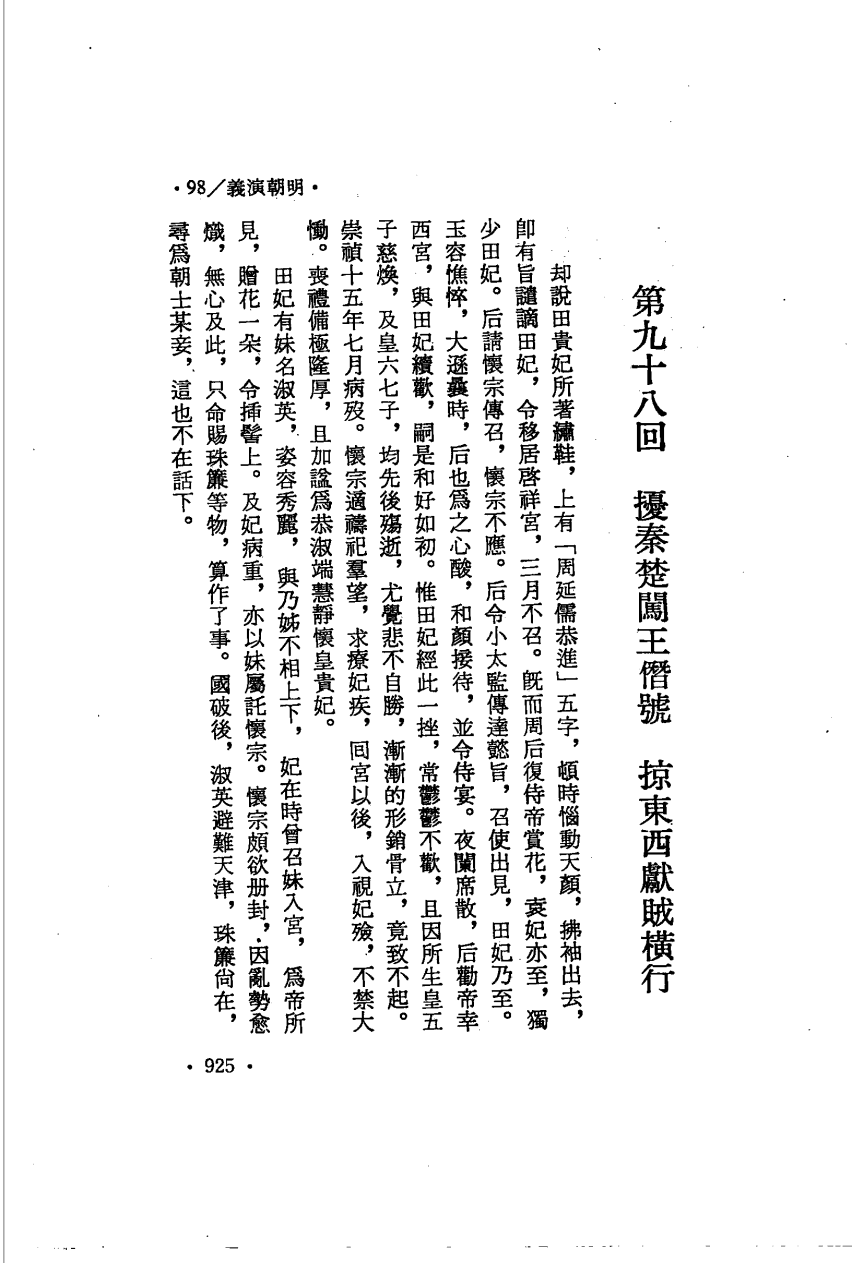 ·98/義演朝明·
第九十八回　擾秦楚闖王僭號　掠東西獻賊橫行
却說田貴妃所著繡鞋，上有「周延儒恭進」五字，頓時惱動天顏，拂袖出去，
卽有旨譴謫田妃，令移居啓祥宮，三月不召。旣而周后復侍帝賞花，袁妃亦至，獨
少田妃。后請懷宗傳召，懷宗不應。后令小太監傳達懿旨，召使出見，田妃乃至。
玉容憔悴，大遜曩時，后也爲之心酸，和顏接待，並令侍宴。夜闌席散，后勸帝幸
西宮，與田妃續歡，嗣是和好如初。惟田妃經此一挫，常鬱鬱不歡，且因所生皇五
子慈煥，及皇六七子，均先後殤逝，尤覺悲不自勝，漸漸的形銷骨立，竟致不起。
崇禎十五年七月病歿。懷宗適禱祀羣望，求療妃疾，囘宮以後，入視妃殮，不禁大
慟。喪禮備極隆厚，且加諡爲恭淑端慧靜懷皇貴妃。
田妃有妹名淑英，姿容秀麗，與乃姊不相上下，妃在時曾召妹入宮，爲帝所
見，贈花一朶，令揷髻上。及妃病重，亦以妹屬託懷宗。懷宗頗欲册封，因亂勢愈
熾，無心及此，只命賜珠簾等物，算作了事。國破後，淑英避難天津，珠簾尙在，
尋爲朝士某妾，這也不在話下。
·925·